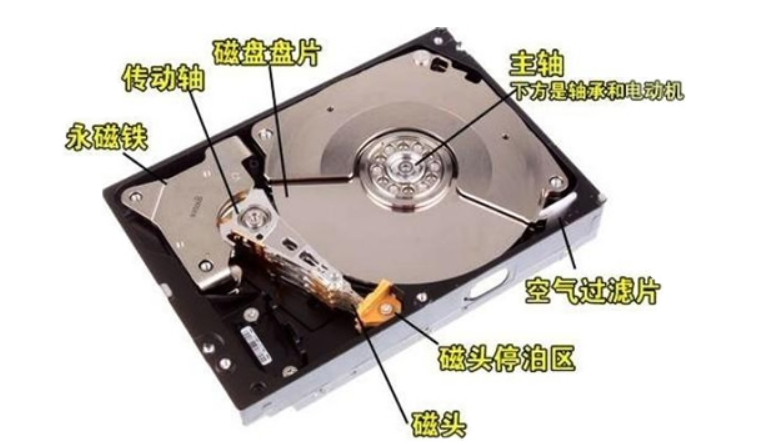 磁盘盘片
主轴
下方是轴承和电动机
传动轴
永磁铁
空气过滤片
磁头停泊区
磁头